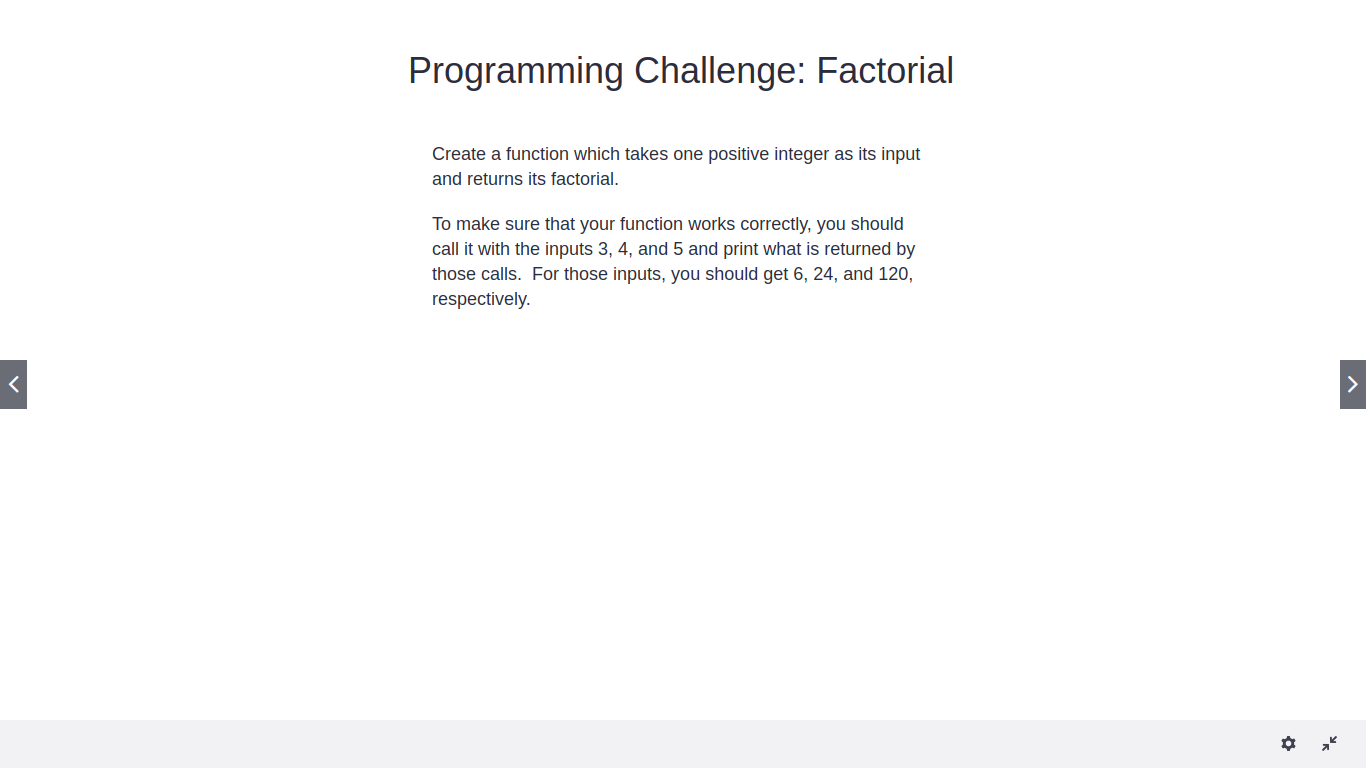 Programming Challenge: Factorial
Create a function which takes one positive integer as its input
and returns its factorial.
To make sure that your function works correctly, you should
call it with the inputs 3, 4, and 5 and print what is returned by
those calls.  For those inputs, you should get 6, 24, and 120,
respectively.